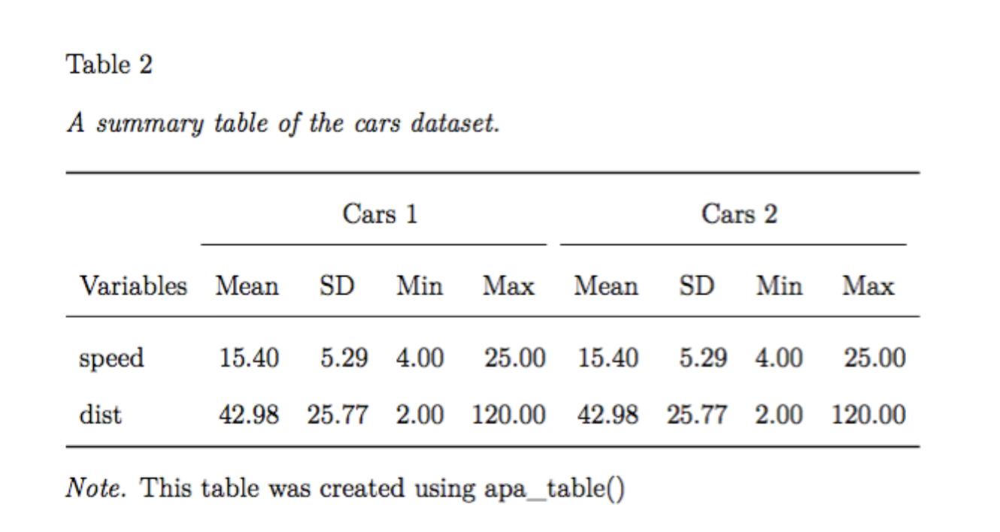 Table 2
A summary table of the cars dataset.
Cars 1 Cars 2
Variables Mean SD Min Max Mean SD Min Max
speed 15.40 5.29 4.00 25.00 15.40 5.29 4.00 25.00
dist 42.98 25.77 2.00 120.00 42.98 25.77 2.00 120.00
Note. This table was created using apa_table()